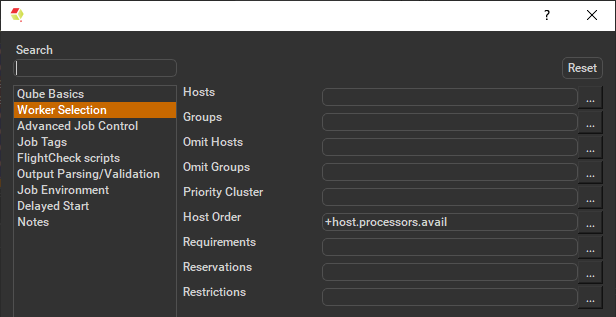 ?
Search
Reset
Qube Basics
Worker Selection
Advanced Job Control
Job Tags
FlightCheck scripts
Output Parsing/Validation
Job Environment
Delayed Start
Notes
Hosts ...
Groups ...
Omit Hosts ...
Omit Groups ...
Priority Cluster ...
Host Order +host.processors.avail ...
Requirements ...
Reservations ...
Restrictions ...